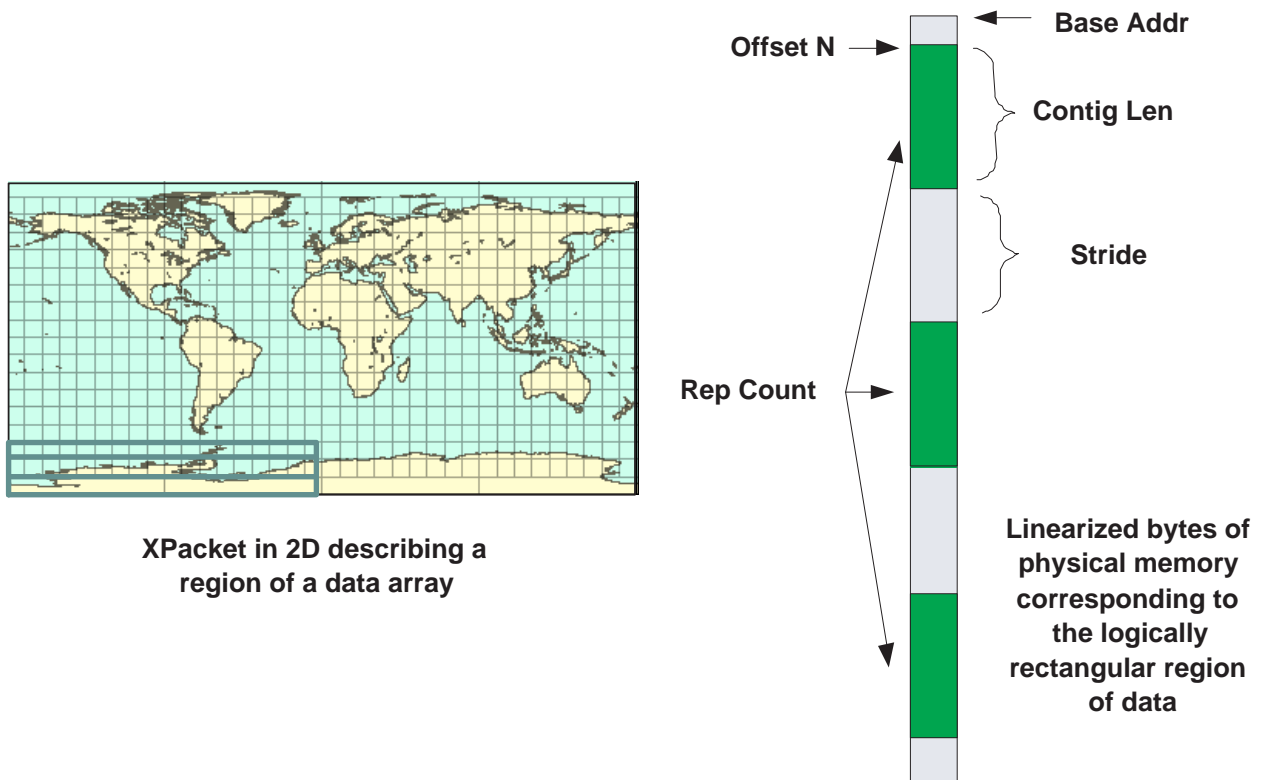 Base Addr
Offset N
Contig Len
Stride
Rep Count
XPacket in 2D describing a
region of a data array
Linearized bytes of
physical memory
corresponding to
the logically
rectangular region
of data